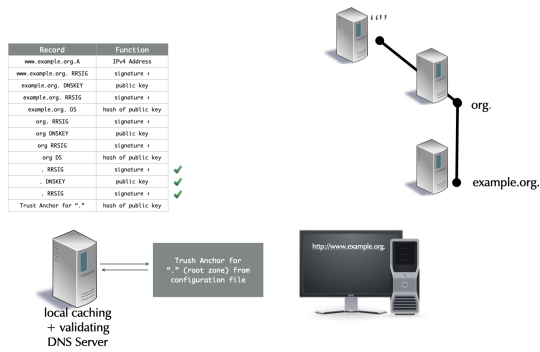 Record Function
www.example.org.A IPv4 Address
www.example.org. RRSIG signature ↑
example.org. DNSKEY public key
example.org. RRSIG signature ↑
example.org. DS hash of public key
org. RRSIG signature ↑
org DNSKEY public key
org RRSIG signature ↑
org DS hash of public key
. RRSIG signature ↑
. DNSKEY public key
. RRSIG signature ↑
Trust Anchor for "." hash of public key
“.”
org.
example.org.
Trush Anchor for
"." (root zone) from
configuration file
local caching
+ validating
DNS Server
http://www.example.org.